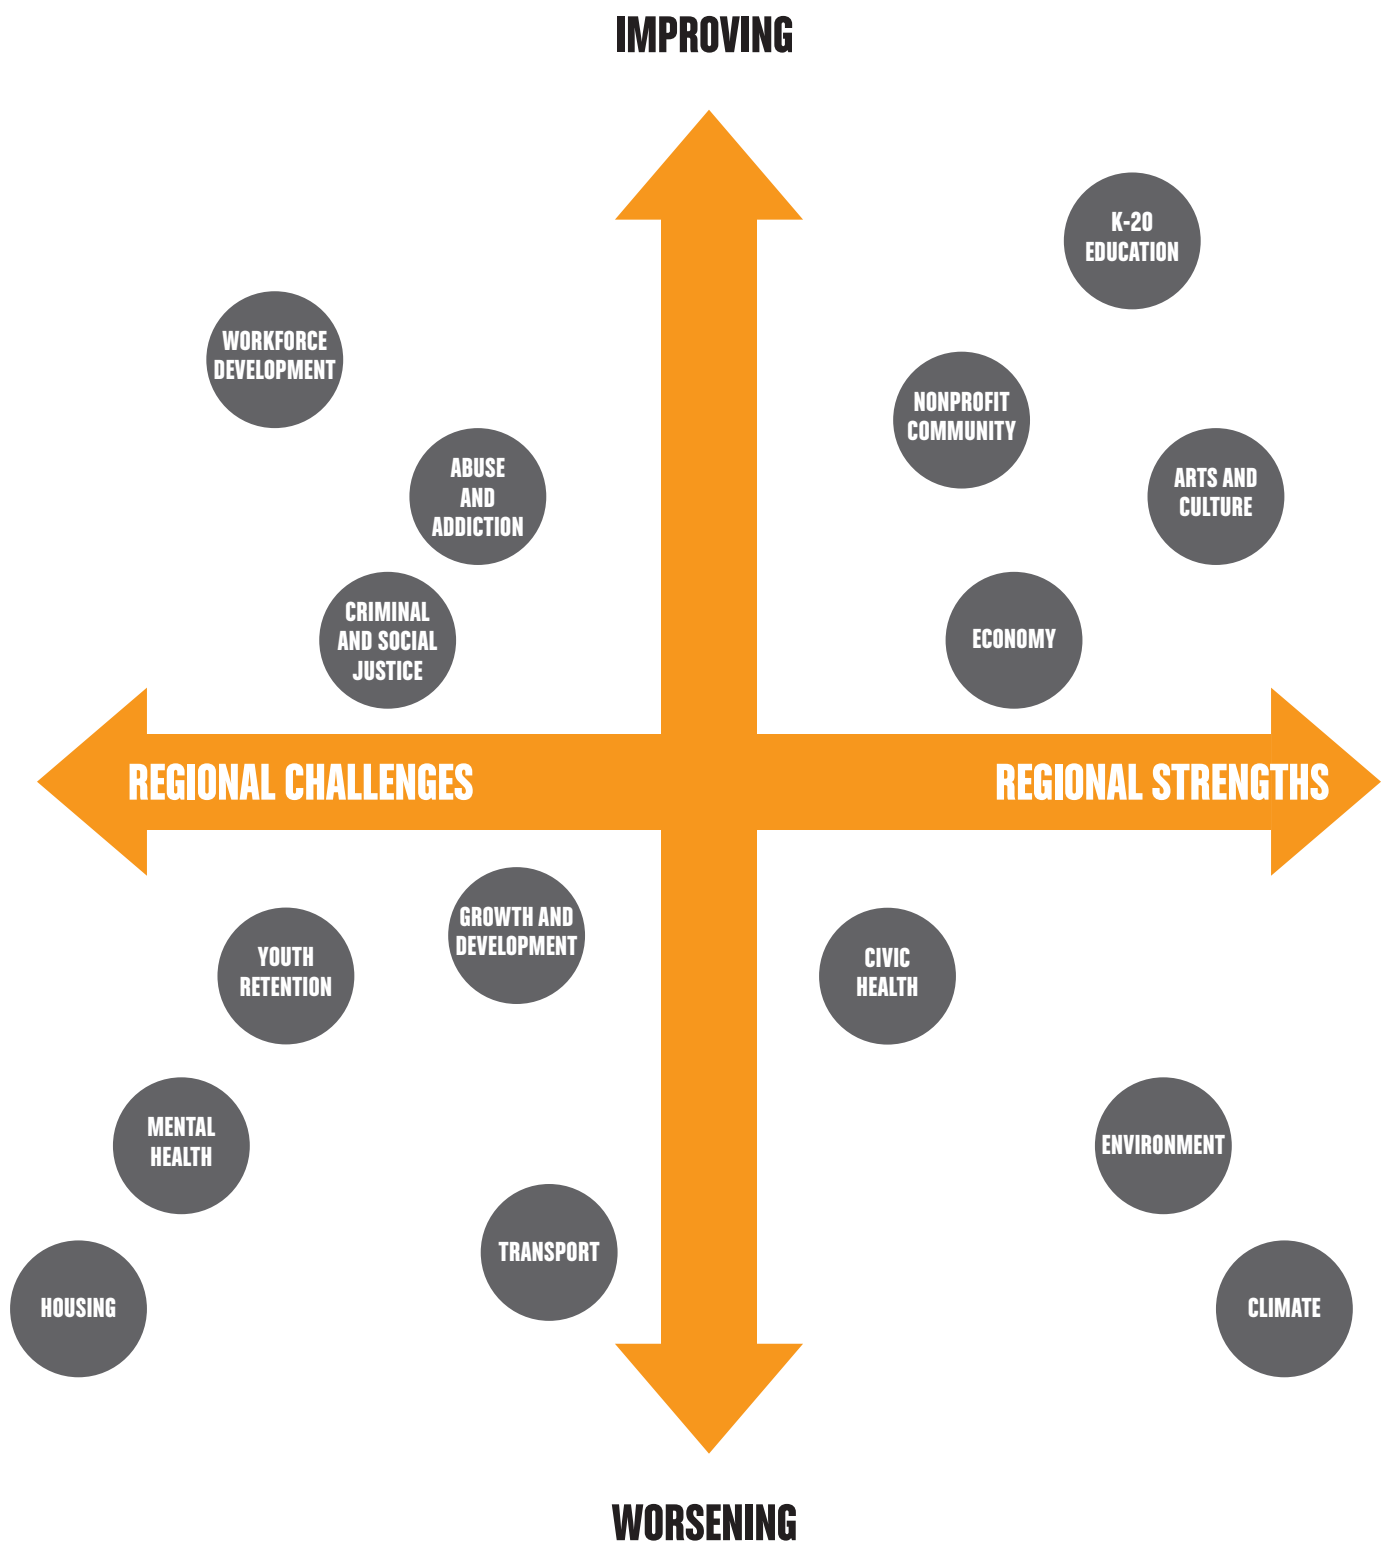 IMPROVING
K-20
EDUCATION
WORKFORCE
DEVELOPMENT
NONPROFIT
COMMUNITY
ABUSE
AND
ADDICTION
ARTS AND
CULTURE
CRIMINAL
AND SOCIAL
JUSTICE
ECONOMY
REGIONAL CHALLENGES
REGIONAL STRENGTHS
GROWTH AND
DEVELOPMENT
YOUTH
RETENTION
CIVIC
HEALTH
MENTAL
HEALTH
ENVIRONMENT
TRANSPORT
HOUSING
CLIMATE
WORSENING